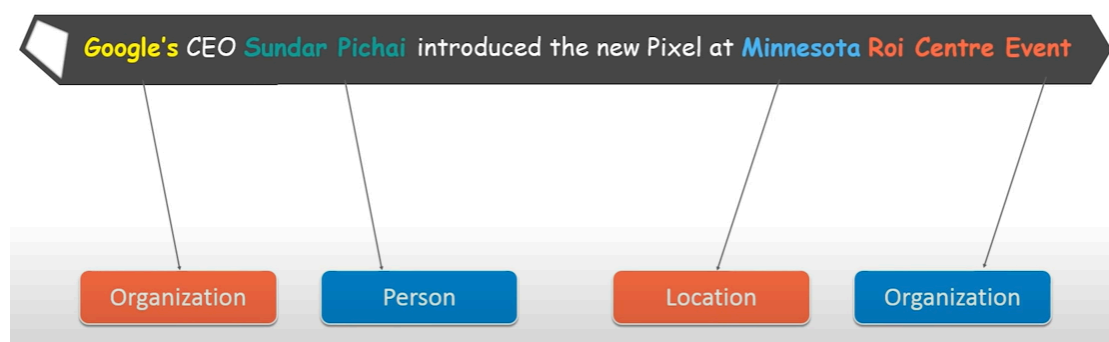 Google's CEO Sundar Pichai introduced the new Pixel at Minnesota Roi Centre Event
Organization
Person
Location
Organization